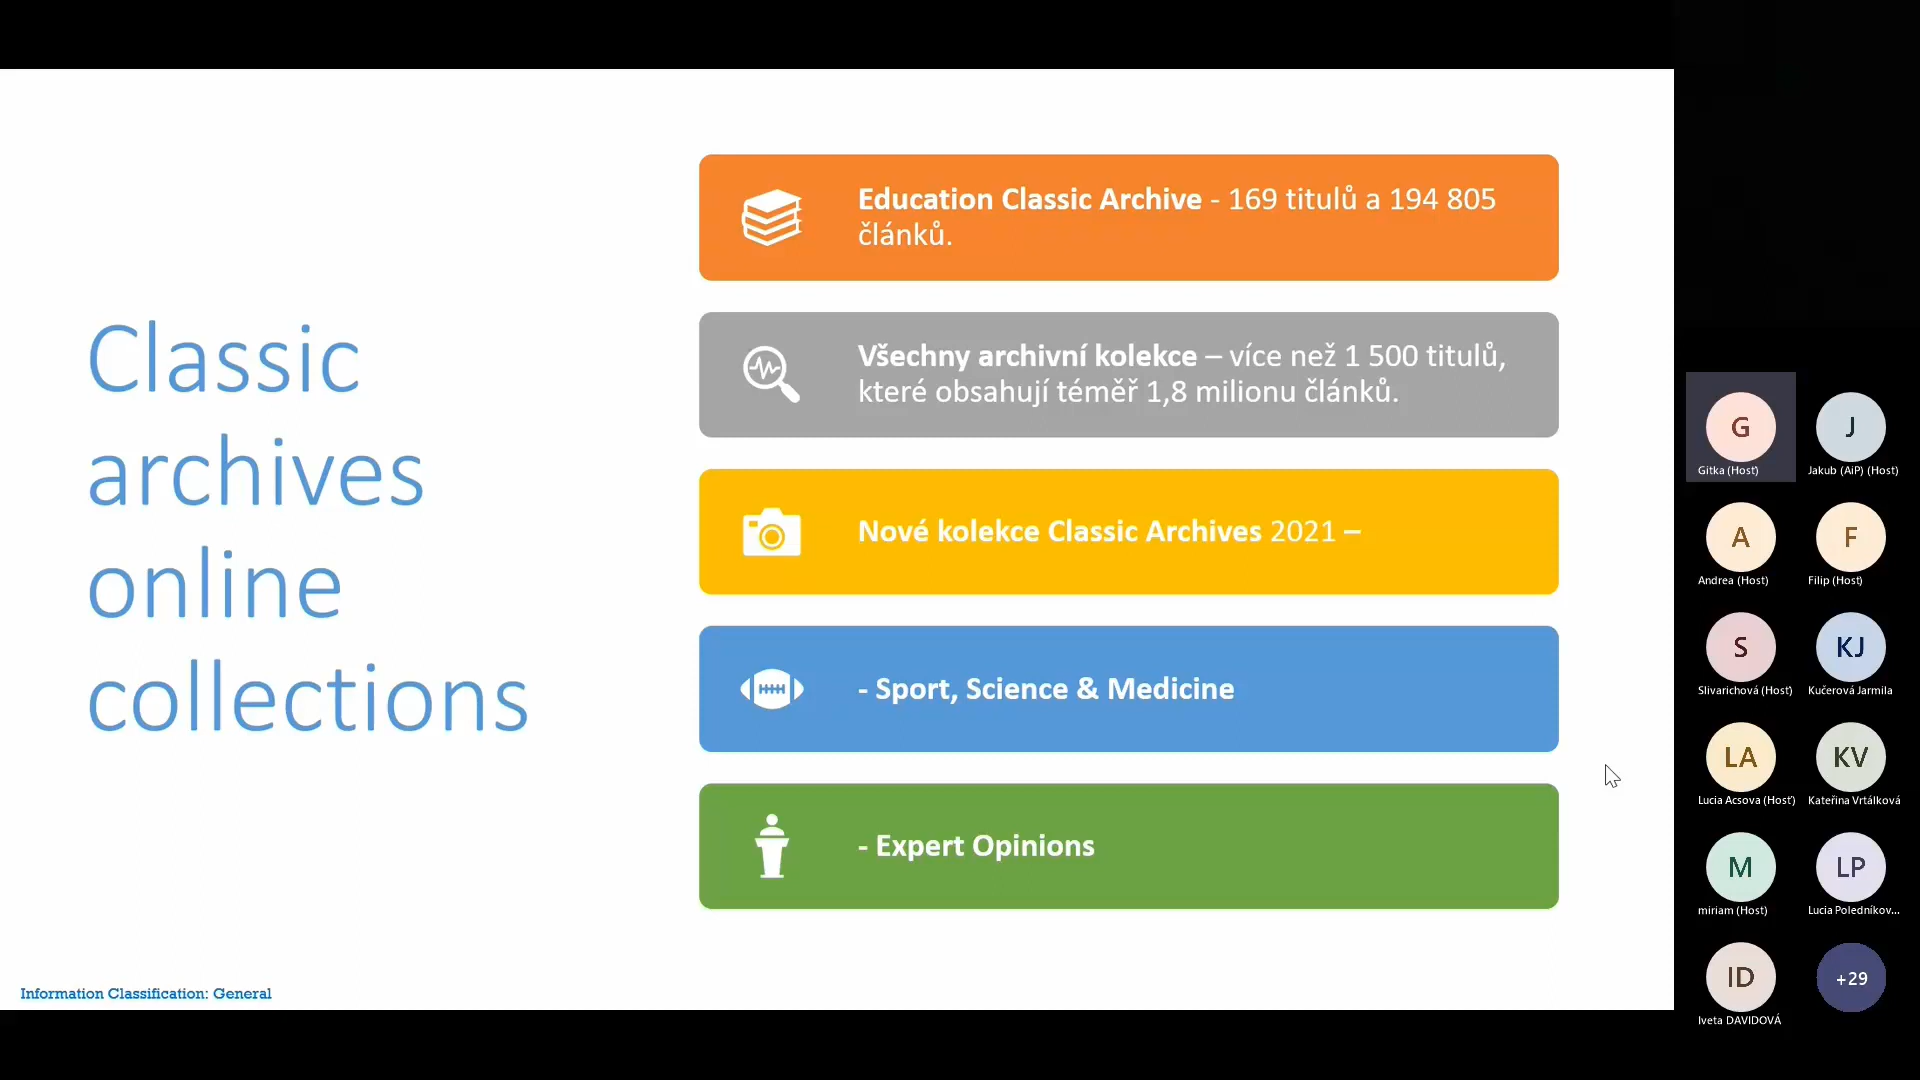 Classic
archives
online
collections
Education Classic Archive - 169 titulů a 194 805
článků.
Všechny archivní kolekce – více než 1 500 titulů,
které obsahují téměř 1,8 milionu článků.
Nové kolekce Classic Archives 2021 –
- Sport, Science & Medicine
- Expert Opinions
Information Classification: General
G
Gitka (Hosť)
J
Jakub (AiP) (Host)
A
Andrea (Host)
F
Filip (Host)
S
Slivarichová (Host)
KJ
Kučerová Jarmila
LA
Lucia Acsova (Hosť)
KV
Kateřina Vrtálková
M
miriam (Host)
LP
Lucia Poledníkov...
ID
Iveta DAVIDOVÁ
+29